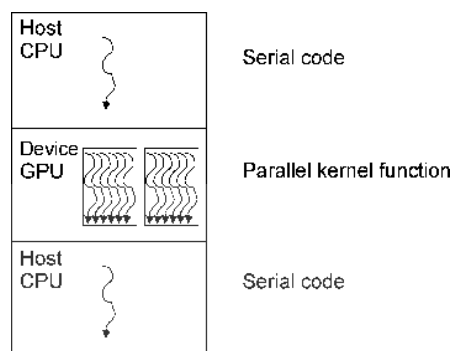 Host
CPU
Serial code
Device
GPU
Parallel kernel function
Host
CPU
Serial code